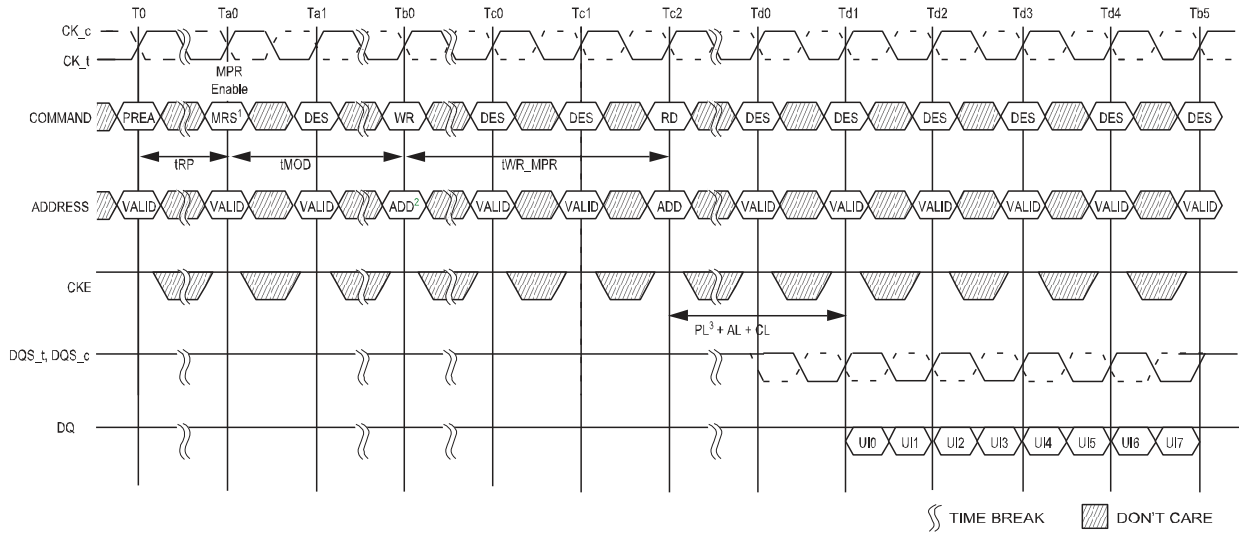 T0 Ta0 Ta1 Tb0 Tc0 Tc1 Tc2 Td0 Td1 Td2 Td3 Td4 Tb5
CK_c
CK_t
MPR
Enable
COMMAND PREA MRS¹ DES WR DES DES RD DES DES DES DES DES DES
tRP tMOD tWR_MPR
ADDRESS VALID VALID VALID ADD² VALID VALID ADD VALID VALID VALID VALID VALID VALID
CKE
PL³ + AL + CL
DQS_t, DQS_c
DQ UI0 UI1 UI2 UI3 UI4 UI5 UI6 UI7
TIME BREAK DON'T CARE